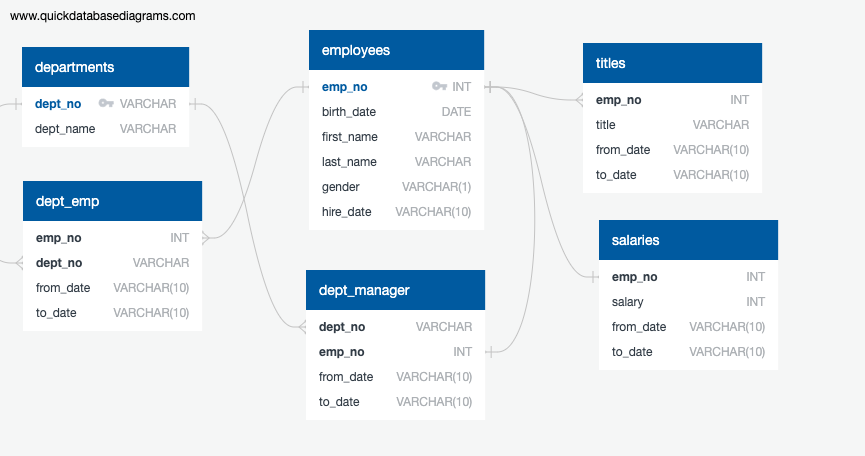 www.quickdatabasediagrams.com
departments
dept_no VARCHAR
dept_name VARCHAR
dept_emp
emp_no INT
dept_no VARCHAR
from_date VARCHAR(10)
to_date VARCHAR(10)
employees
emp_no INT
birth_date DATE
first_name VARCHAR
last_name VARCHAR
gender VARCHAR(1)
hire_date VARCHAR(10)
dept_manager
dept_no VARCHAR
emp_no INT
from_date VARCHAR(10)
to_date VARCHAR(10)
titles
emp_no INT
title VARCHAR
from_date VARCHAR(10)
to_date VARCHAR(10)
salaries
emp_no INT
salary INT
from_date VARCHAR(10)
to_date VARCHAR(10)